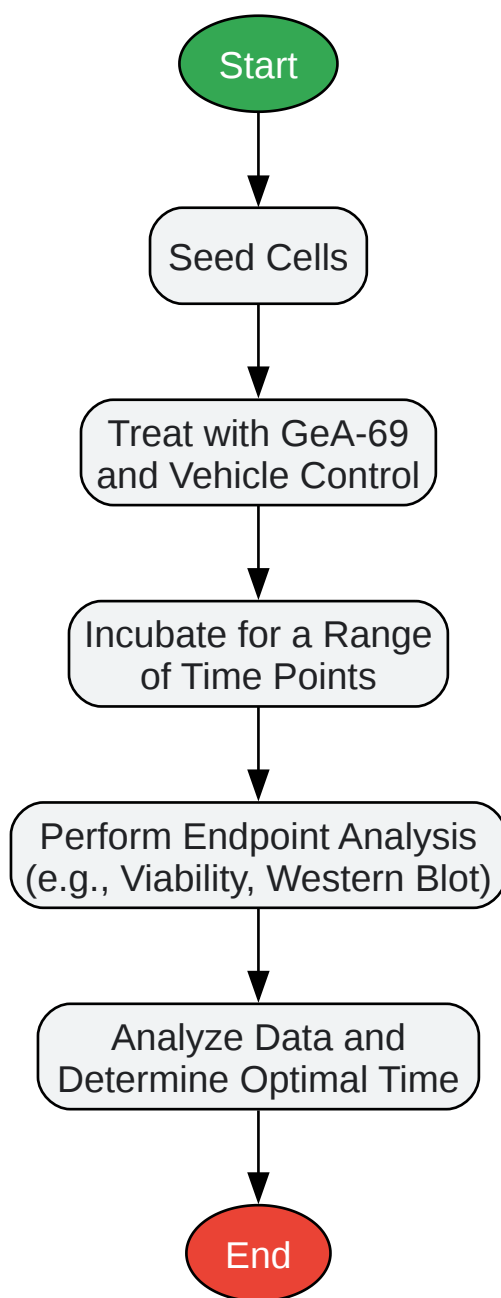 Start
Seed Cells
Treat with GeA-69
and Vehicle Control
Incubate for a Range
of Time Points
Perform Endpoint Analysis
(e.g., Viability, Western Blot)
Analyze Data and
Determine Optimal Time
End